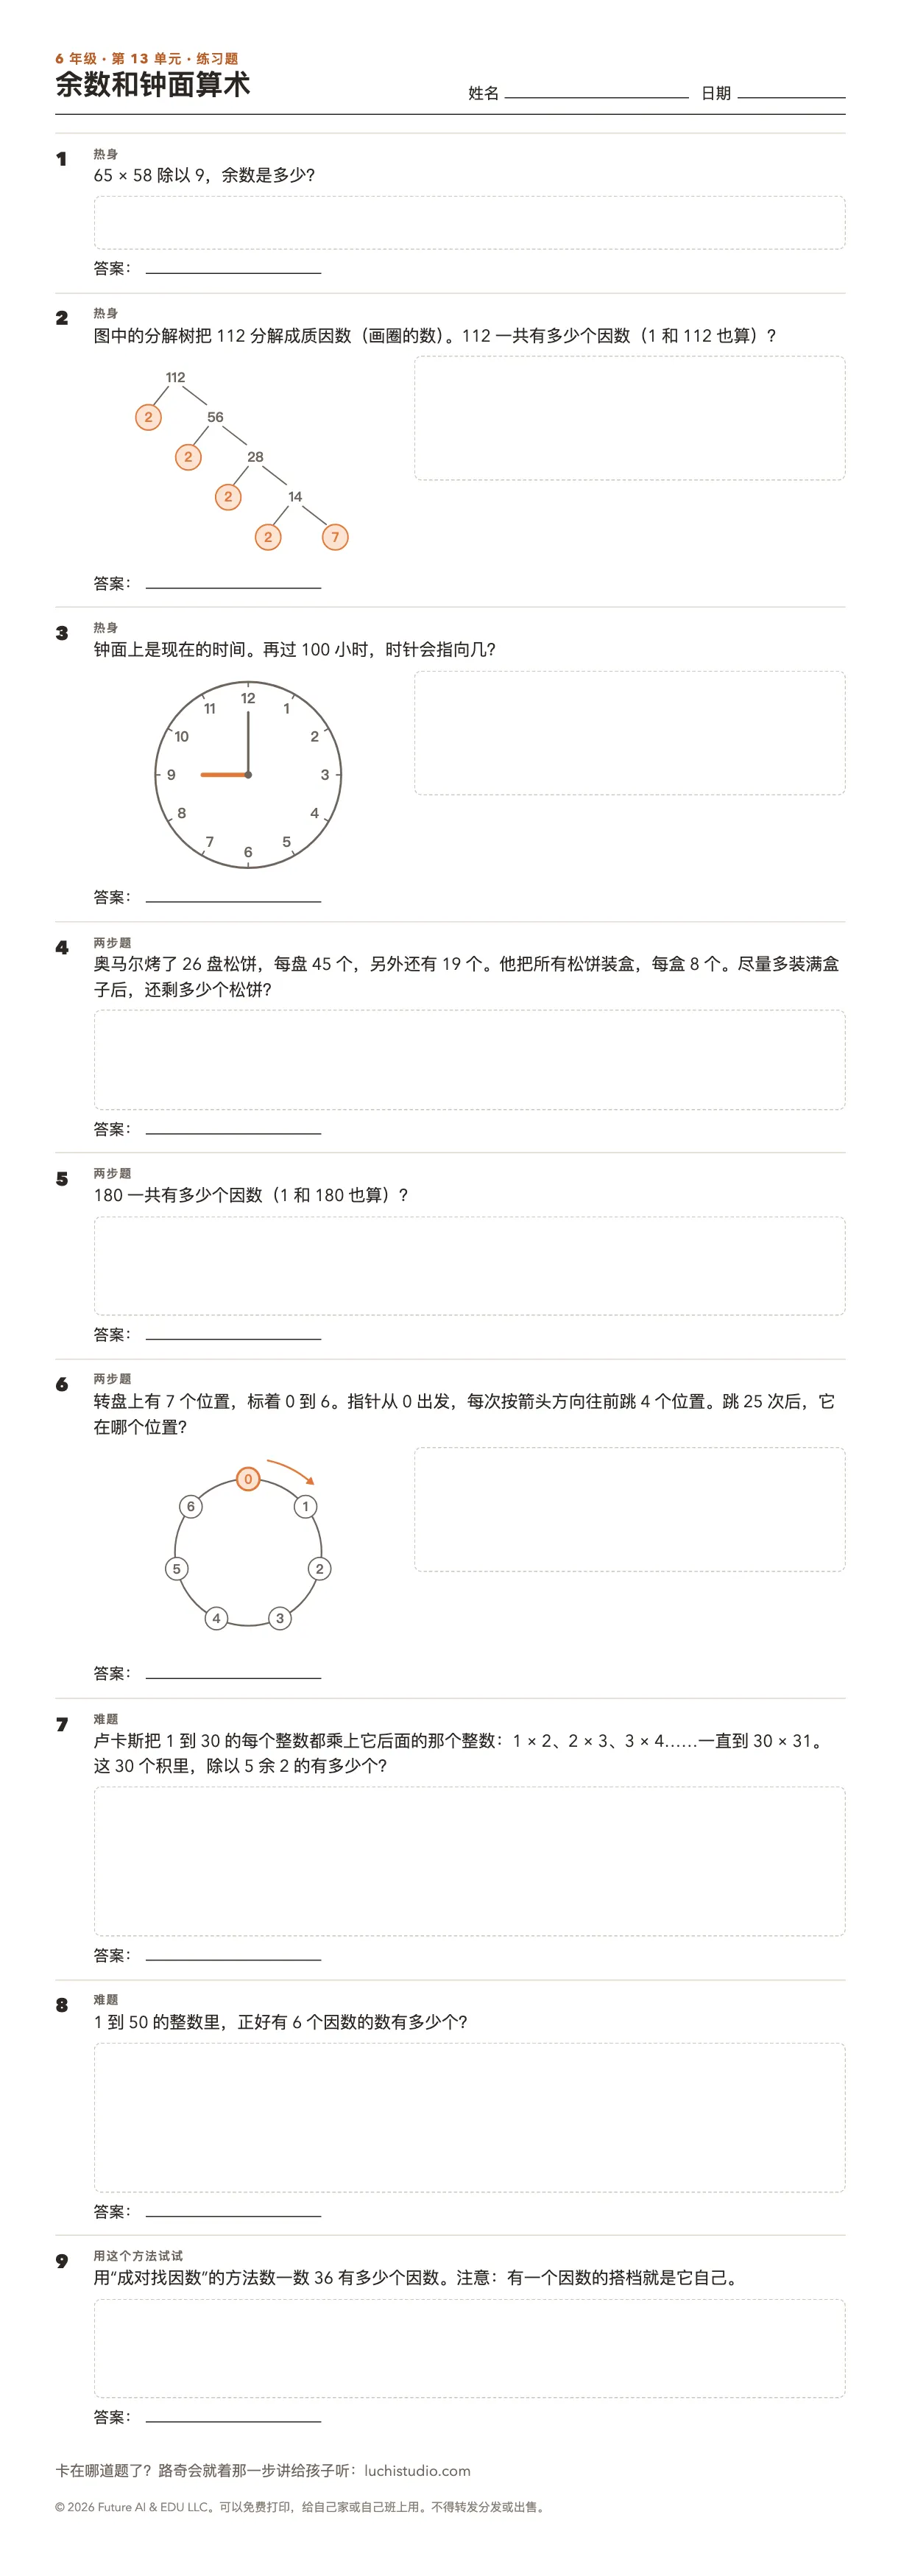 6 年级 · 第 13 单元 · 练习题
余数和钟面算术
姓名 日期
1
热身
65 × 58 除以 9，余数是多少？
答案：
2
热身
图中的分解树把 112 分解成质因数（画圈的数）。112 一共有多少个因数（1 和 112 也算）？
112
2
56
2
28
2
14
2
7
答案：
3
热身
钟面上是现在的时间。再过 100 小时，时针会指向几？
12
11
1
10
2
9
3
8
4
7
5
6
答案：
4
两步题
奥马尔烤了 26 盘松饼，每盘 45 个，另外还有 19 个。他把所有松饼装盒，每盒 8 个。尽量多装满盒
子后，还剩多少个松饼？
答案：
5
两步题
180 一共有多少个因数（1 和 180 也算）？
答案：
6
两步题
转盘上有 7 个位置，标着 0 到 6。指针从 0 出发，每次按箭头方向往前跳 4 个位置。跳 25 次后，它
在哪个位置？
0
6
1
5
2
4
3
答案：
7
难题
卢卡斯把 1 到 30 的每个整数都乘上它后面的那个整数：1 × 2、2 × 3、3 × 4……一直到 30 × 31。
这 30 个积里，除以 5 余 2 的有多少个？
答案：
8
难题
1 到 50 的整数里，正好有 6 个因数的数有多少个？
答案：
9
用这个方法试试
用“成对找因数”的方法数一数 36 有多少个因数。注意：有一个因数的搭档就是它自己。
答案：
卡在哪道题了？路奇会就着那一步讲给孩子听：luchistudio.com
© 2026 Future AI & EDU LLC。可以免费打印，给自己家或自己班上用。不得转发分发或出售。